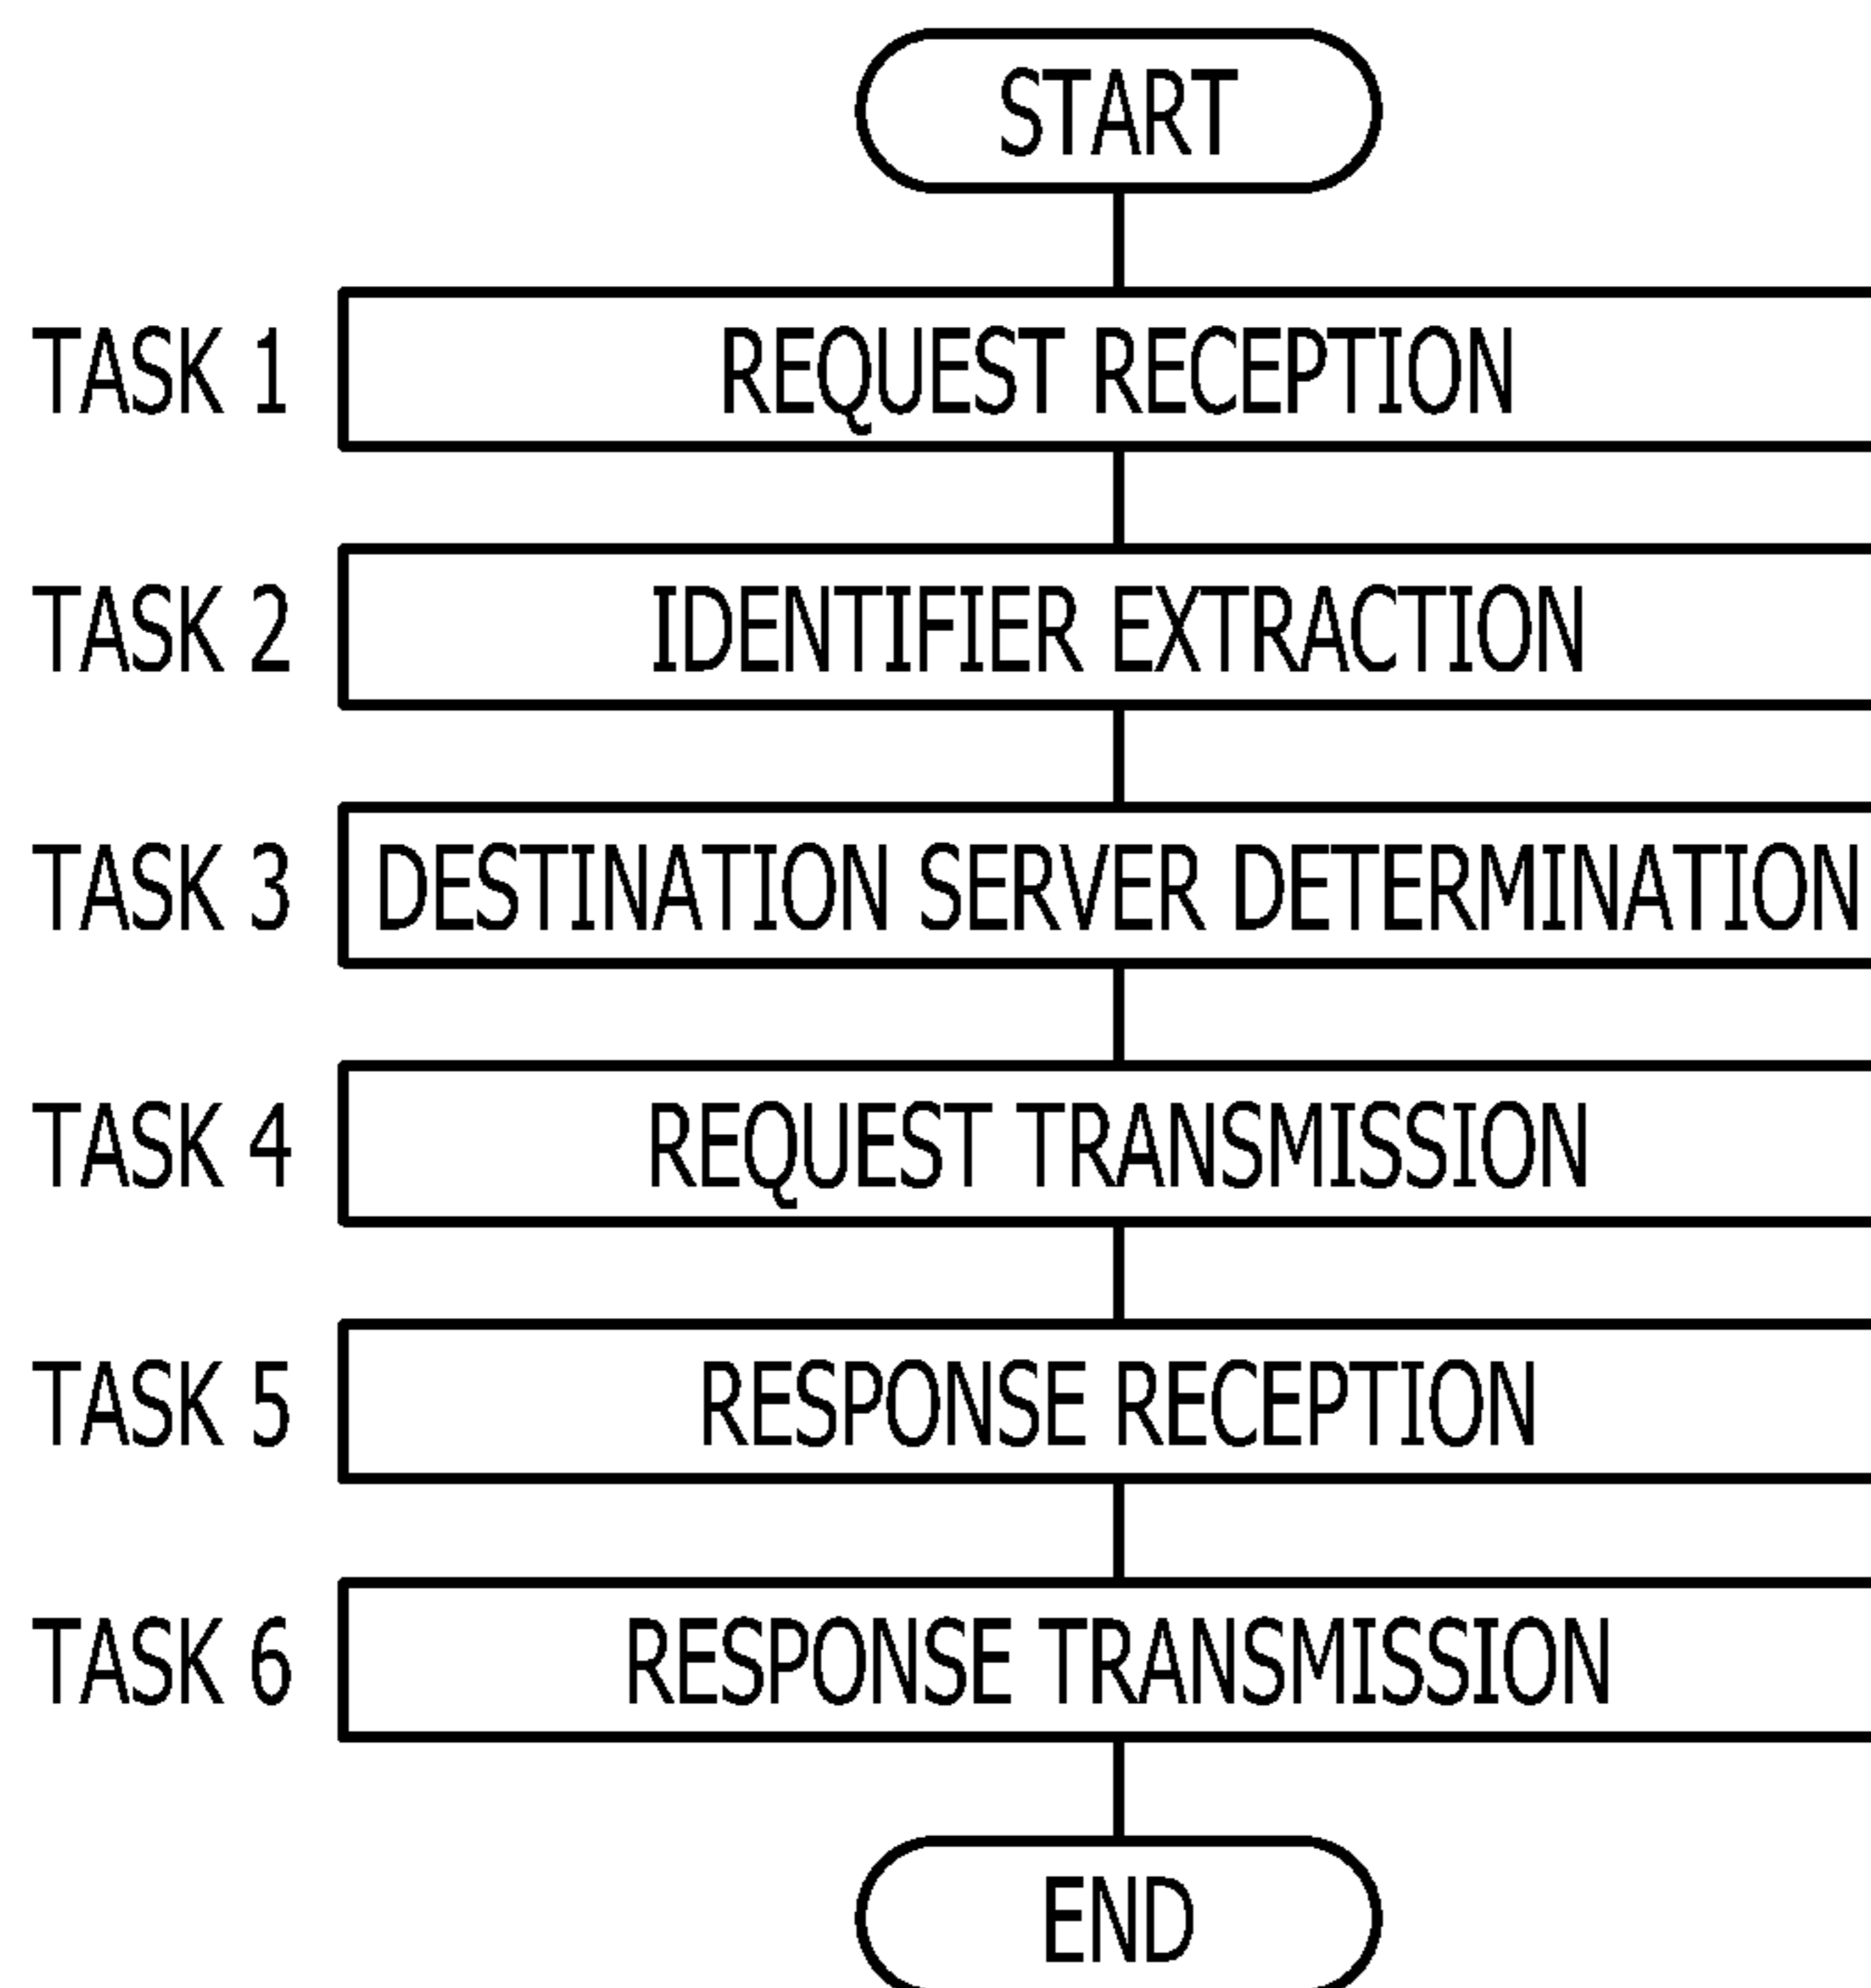 START
TASK 1 REQUEST RECEPTION
TASK 2 IDENTIFIER EXTRACTION
TASK 3 DESTINATION SERVER DETERMINATION
TASK 4 REQUEST TRANSMISSION
TASK 5 RESPONSE RECEPTION
TASK 6 RESPONSE TRANSMISSION
END